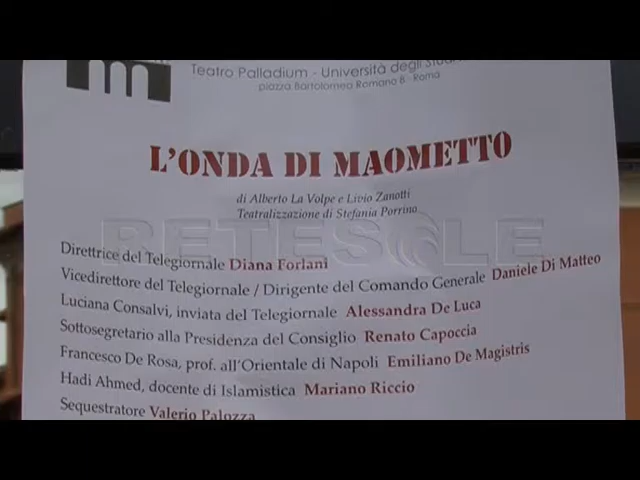 m
Teatro Palladium - Università degli Studi
piazza Bartolomeo Romano 8 - Roma
L'ONDA DI MAOMETTO
di Alberto La Volpe e Livio Zanotti
Teatralizzazione di Stefania Porrino
RETESOLE
Direttrice del Telegiornale Diana Forlani
Vicedirettore del Telegiornale / Dirigente del Comando Generale Daniele Di Matteo
Luciana Consalvi, inviata del Telegiornale Alessandra De Luca
Sottosegretario alla Presidenza del Consiglio Renato Capoccia
Francesco De Rosa, prof. all'Orientale di Napoli Emiliano De Magistris
Hadi Ahmed, docente di Islamistica Mariano Riccio
Sequestratore Valerio Palozza